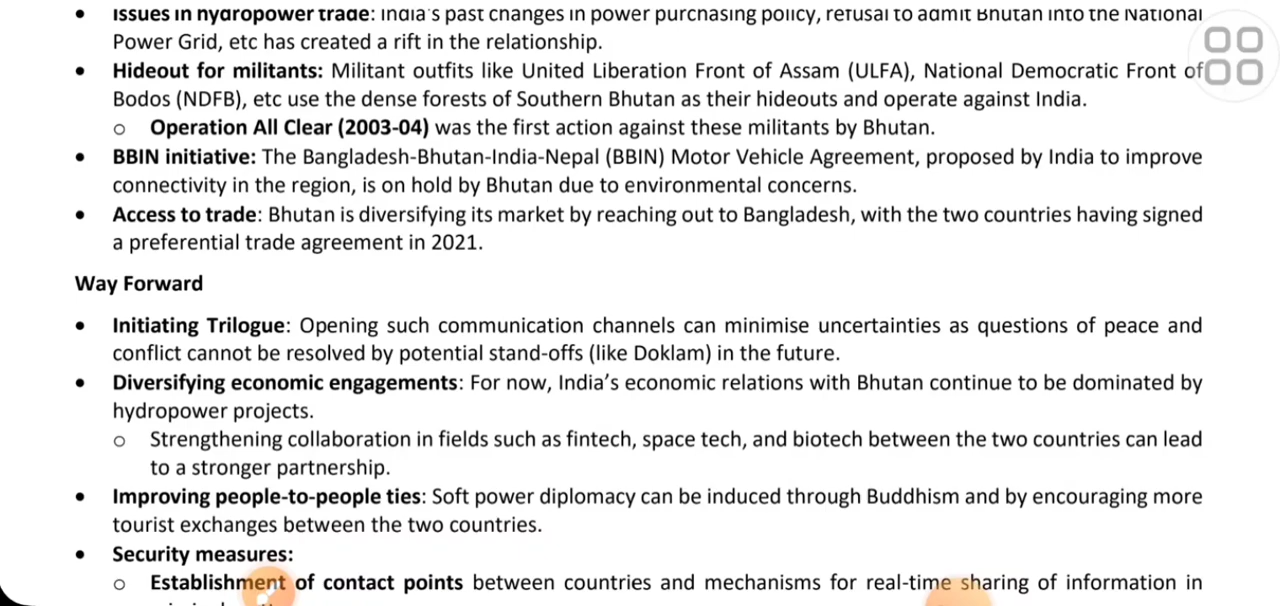 • Issues in hydropower trade: India's past changes in power purchasing policy, refusal to admit Bhutan into the National
Power Grid, etc has created a rift in the relationship.
• Hideout for militants: Militant outfits like United Liberation Front of Assam (ULFA), National Democratic Front of
Bodos (NDFB), etc use the dense forests of Southern Bhutan as their hideouts and operate against India.
o Operation All Clear (2003-04) was the first action against these militants by Bhutan.
• BBIN initiative: The Bangladesh-Bhutan-India-Nepal (BBIN) Motor Vehicle Agreement, proposed by India to improve
connectivity in the region, is on hold by Bhutan due to environmental concerns.
• Access to trade: Bhutan is diversifying its market by reaching out to Bangladesh, with the two countries having signed
a preferential trade agreement in 2021.
Way Forward
• Initiating Trilogue: Opening such communication channels can minimise uncertainties as questions of peace and
conflict cannot be resolved by potential stand-offs (like Doklam) in the future.
• Diversifying economic engagements: For now, India's economic relations with Bhutan continue to be dominated by
hydropower projects.
o Strengthening collaboration in fields such as fintech, space tech, and biotech between the two countries can lead
to a stronger partnership.
• Improving people-to-people ties: Soft power diplomacy can be induced through Buddhism and by encouraging more
tourist exchanges between the two countries.
• Security measures:
o Establishment of contact points between countries and mechanisms for real-time sharing of information in